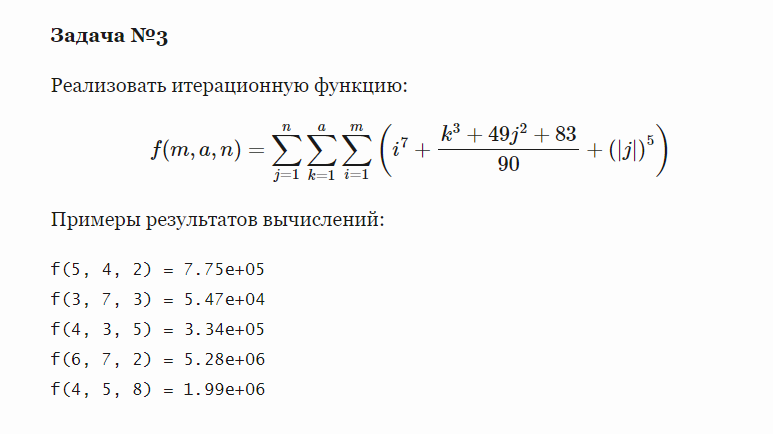 Задача №3
Реализовать итерационную функцию:
f(m, a, n) = \sum_{j=1}^{n} \sum_{k=1}^{a} \sum_{i=1}^{m} \left( i^7 + \frac{k^3 + 49j^2 + 83}{90} + (|j|)^5 \right)
Примеры результатов вычислений:
f(5, 4, 2) = 7.75e+05
f(3, 7, 3) = 5.47e+04
f(4, 3, 5) = 3.34e+05
f(6, 7, 2) = 5.28e+06
f(4, 5, 8) = 1.99e+06